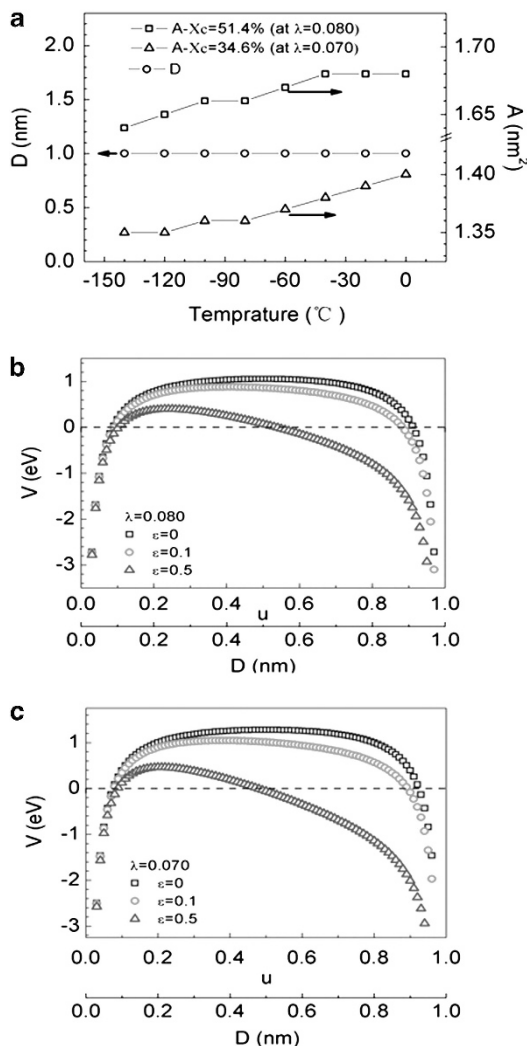 a
A-Xc=51.4% (at λ=0.080)
A-Xc=34.6% (at λ=0.070)
D
2.0
1.5
1.0
0.5
0.0
D (nm)
1.70
1.65
1.40
1.35
A (nm²)
-150 -120 -90 -60 -30 0
Temprature (℃)
b
1
0
-1
-2
-3
V (eV)
λ=0.080
ε=0
ε=0.1
ε=0.5
0.0 0.2 0.4 0.6 0.8 1.0
u
0.0 0.2 0.4 0.6 0.8 1.0
D (nm)
c
1
0
-1
-2
-3
V (eV)
λ=0.070
ε=0
ε=0.1
ε=0.5
0.0 0.2 0.4 0.6 0.8 1.0
u
0.0 0.2 0.4 0.6 0.8 1.0
D (nm)